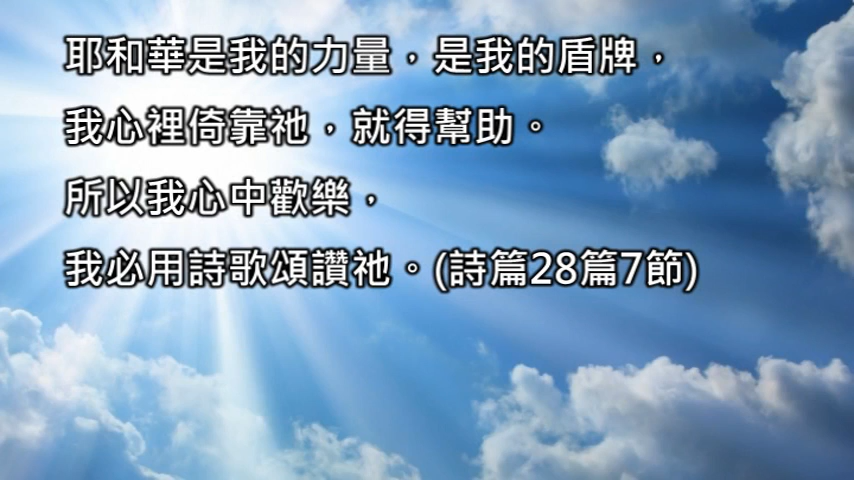 耶和華是我的力量，是我的盾牌，
我心裡倚靠祂，就得幫助。
所以我心中歡樂，
我必用詩歌頌讚祂。(詩篇28篇7節)